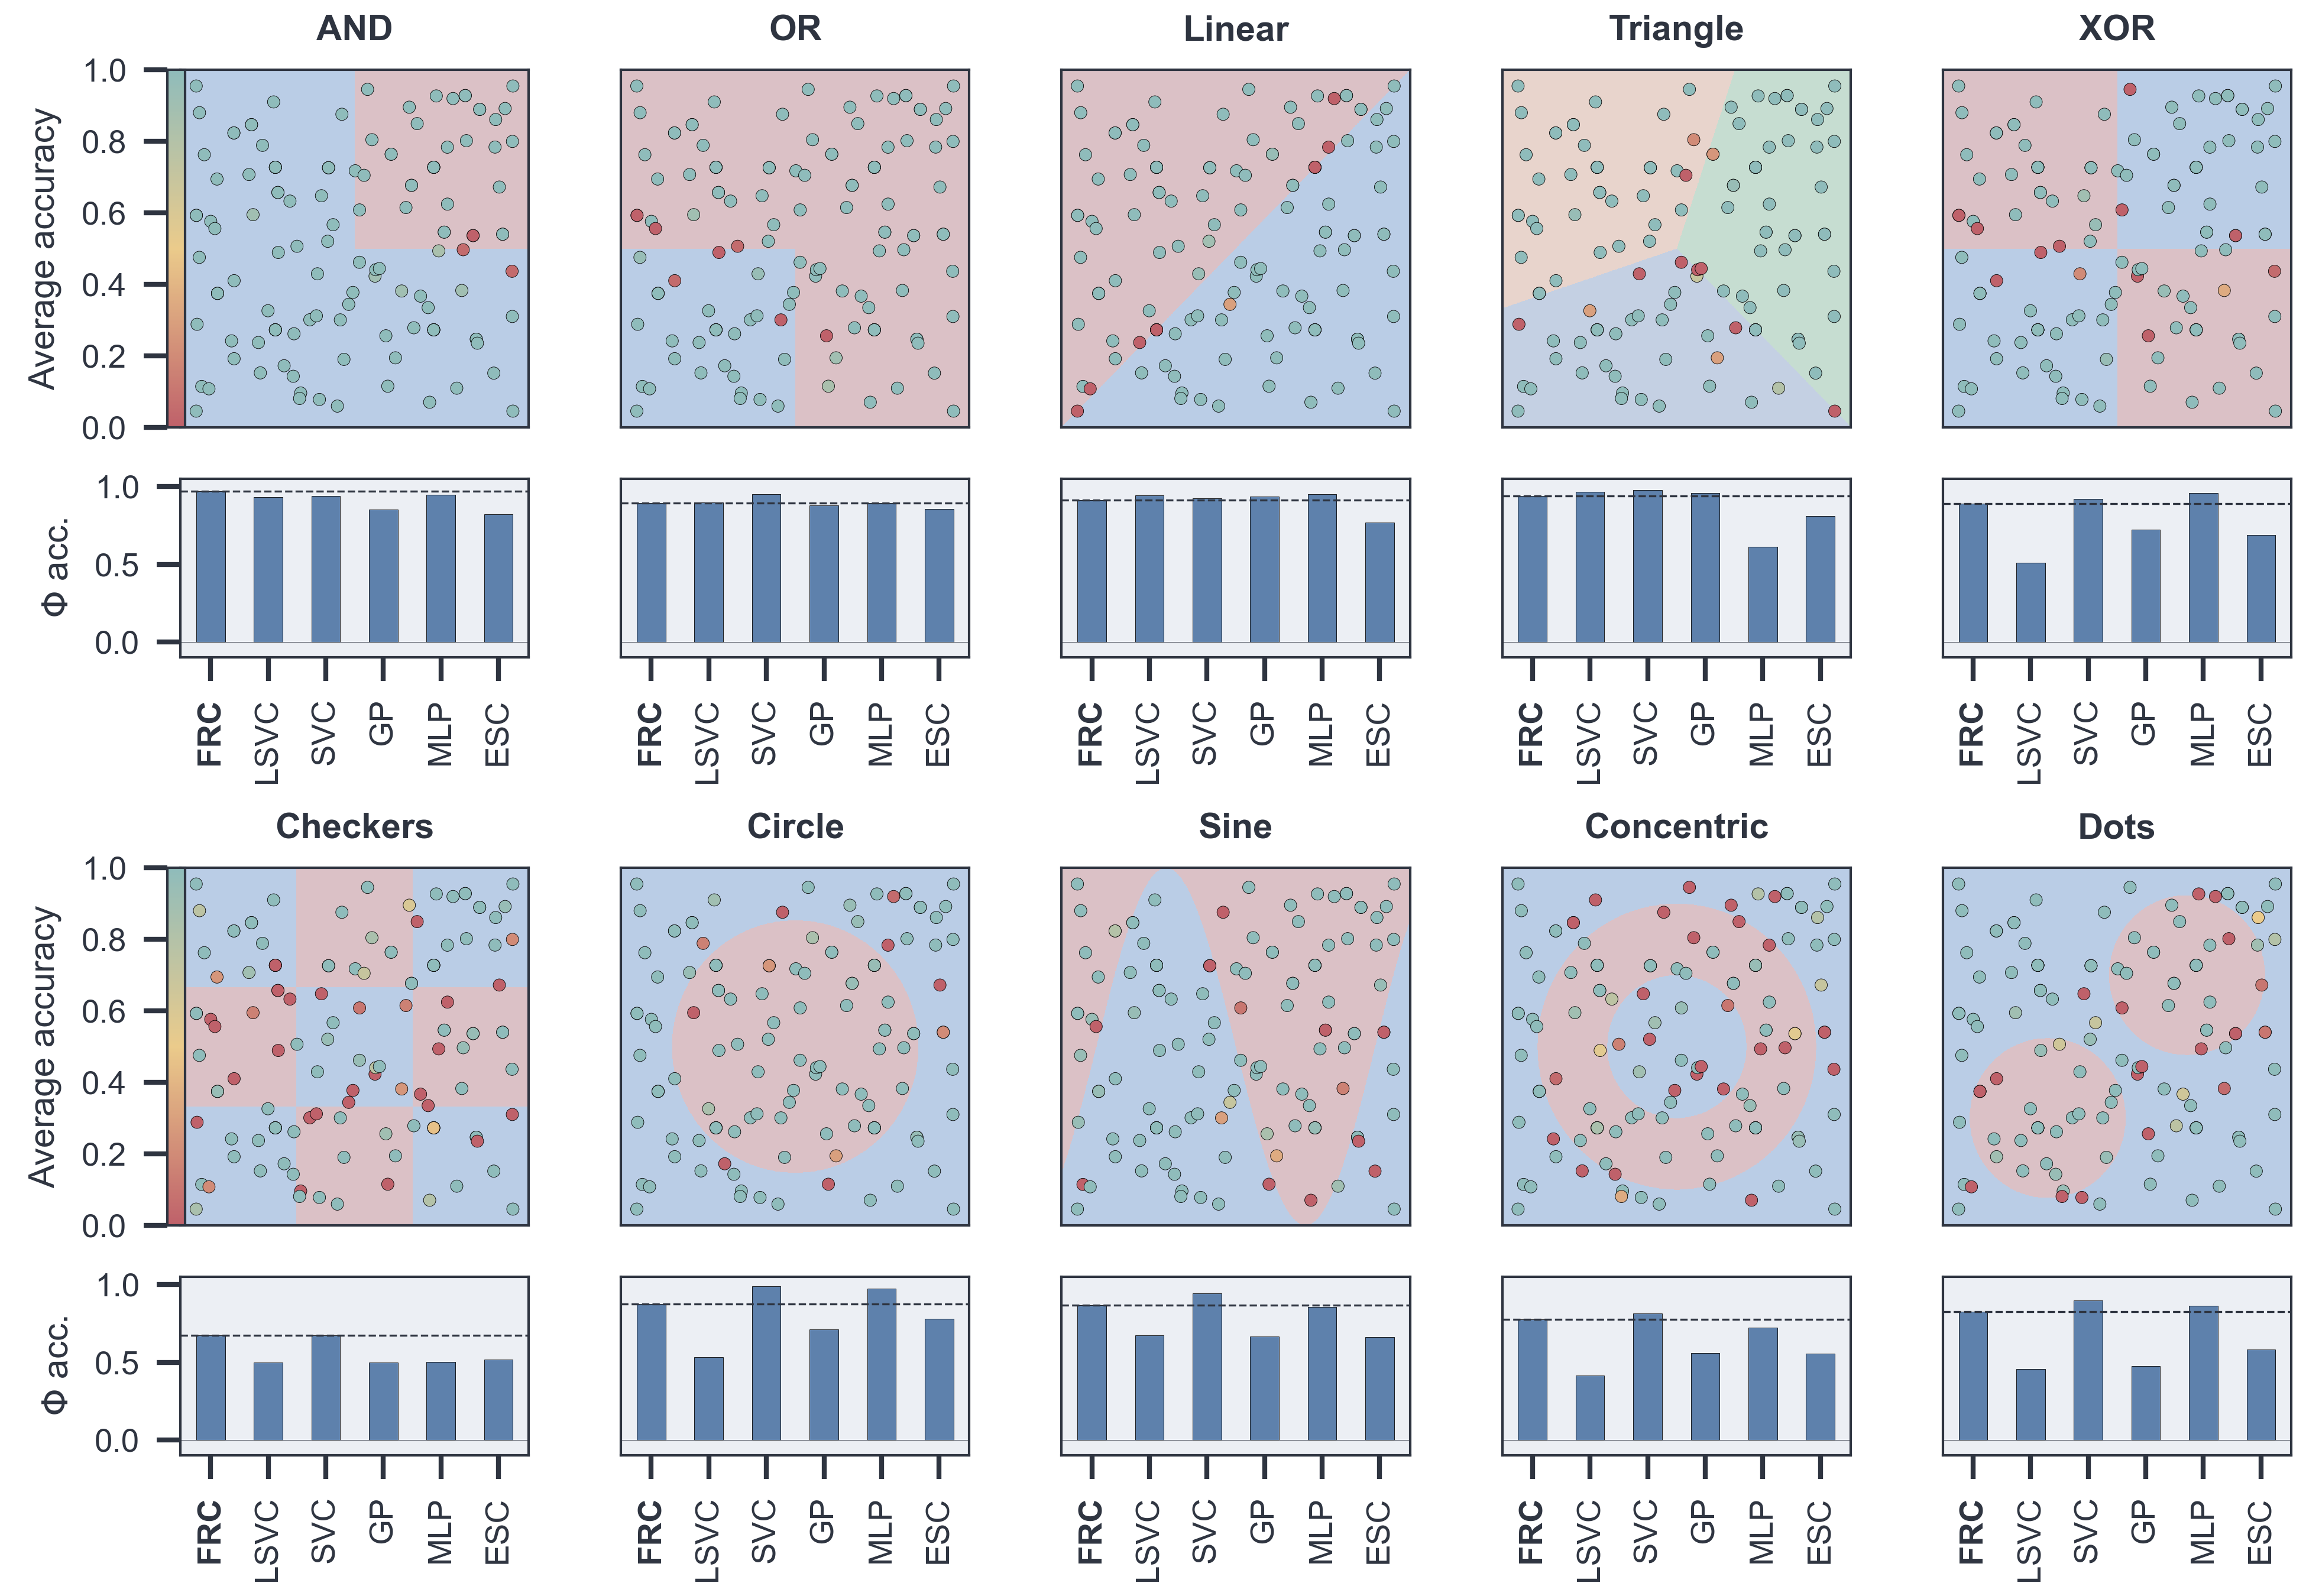 AND
OR
Linear
Triangle
XOR
Average accuracy
1.0
0.8
0.6
0.4
0.2
0.0
Φ acc.
1.0
0.5
0.0
FRC
LSVC
SVC
GP
MLP
ESC
FRC
LSVC
SVC
GP
MLP
ESC
FRC
LSVC
SVC
GP
MLP
ESC
FRC
LSVC
SVC
GP
MLP
ESC
FRC
LSVC
SVC
GP
MLP
ESC
Checkers
Circle
Sine
Concentric
Dots
Average accuracy
1.0
0.8
0.6
0.4
0.2
0.0
Φ acc.
1.0
0.5
0.0
FRC
LSVC
SVC
GP
MLP
ESC
FRC
LSVC
SVC
GP
MLP
ESC
FRC
LSVC
SVC
GP
MLP
ESC
FRC
LSVC
SVC
GP
MLP
ESC
FRC
LSVC
SVC
GP
MLP
ESC